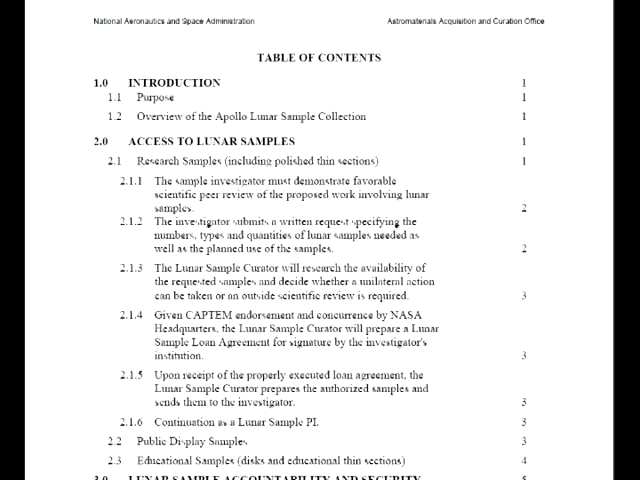 National Aeronautics and Space Administration Astromaterials Acquisition and Curation Office
TABLE OF CONTENTS
1.0 INTRODUCTION 1
1.1 Purpose 1
1.2 Overview of the Apollo Lunar Sample Collection 1
2.0 ACCESS TO LUNAR SAMPLES 1
2.1 Research Samples (including polished thin sections) 1
2.1.1 The sample investigator must demonstrate favorable
scientific peer review of the proposed work involving lunar
samples. 2
2.1.2 The investigator submits a written request specifying the
numbers, types and quantities of lunar samples needed as
well as the planned use of the samples. 2
2.1.3 The Lunar Sample Curator will research the availability of
the requested samples and decide whether a unilateral action
can be taken or an outside scientific review is required. 3
2.1.4 Given CAPTEM endorsement and concurrence by NASA
Headquarters, the Lunar Sample Curator will prepare a Lunar
Sample Loan Agreement for signature by the investigator's
institution. 3
2.1.5 Upon receipt of the properly executed loan agreement, the
Lunar Sample Curator prepares the authorized samples and
sends them to the investigator. 3
2.1.6 Continuation as a Lunar Sample PI. 3
2.2 Public Display Samples 3
2.3 Educational Samples (disks and educational thin sections) 4
3.0 LUNAR SAMPLE ACCOUNTABILITY AND SECURITY 5